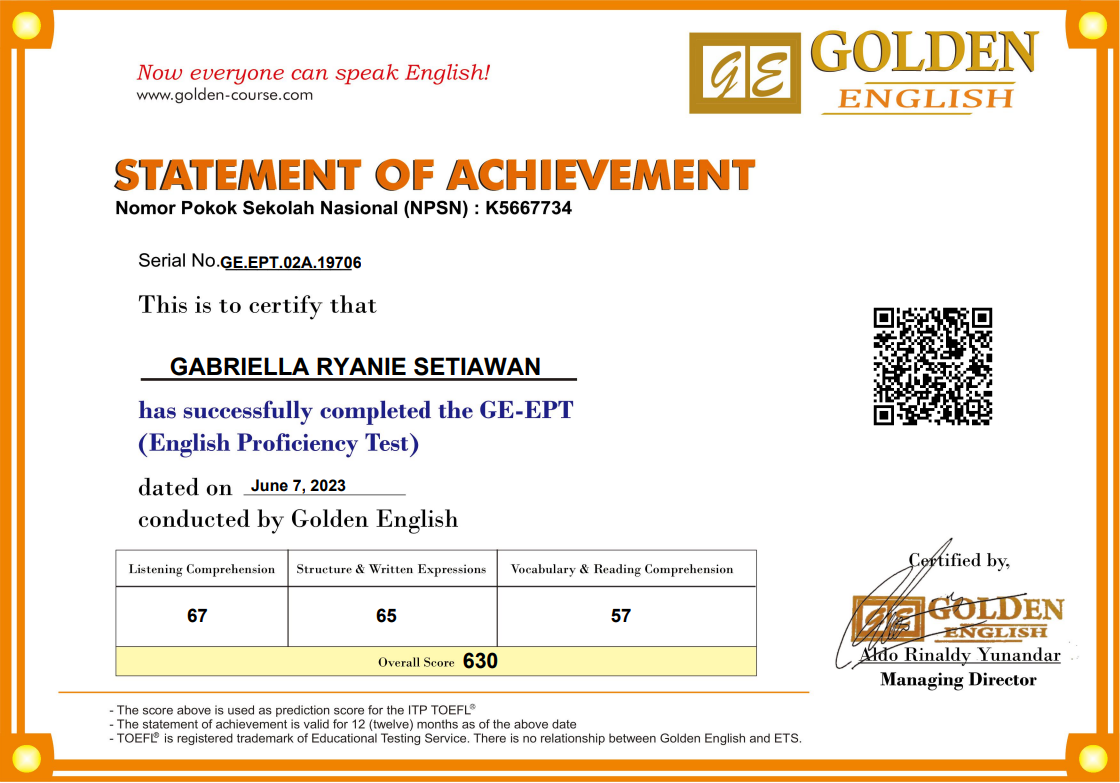 Now everyone can speak English!
www.golden-course.com
GE GOLDEN
ENGLISH
STATEMENT OF ACHIEVEMENT
Nomor Pokok Sekolah Nasional (NPSN) : K5667734
Serial No.GE.EPT.02A.19706
This is to certify that
GABRIELLA RYANIE SETIAWAN
has successfully completed the GE-EPT
(English Proficiency Test)
dated on June 7, 2023
conducted by Golden English
Listening Comprehension Structure & Written Expressions Vocabulary & Reading Comprehension
67 65 57
Overall Score 630
Certified by,
GE GOLDEN
ENGLISH
Aldo Rinaldy Yunandar
Managing Director
- The score above is used as prediction score for the ITP TOEFL®
- The statement of achievement is valid for 12 (twelve) months as of the above date
- TOEFL® is registered trademark of Educational Testing Service. There is no relationship between Golden English and ETS.